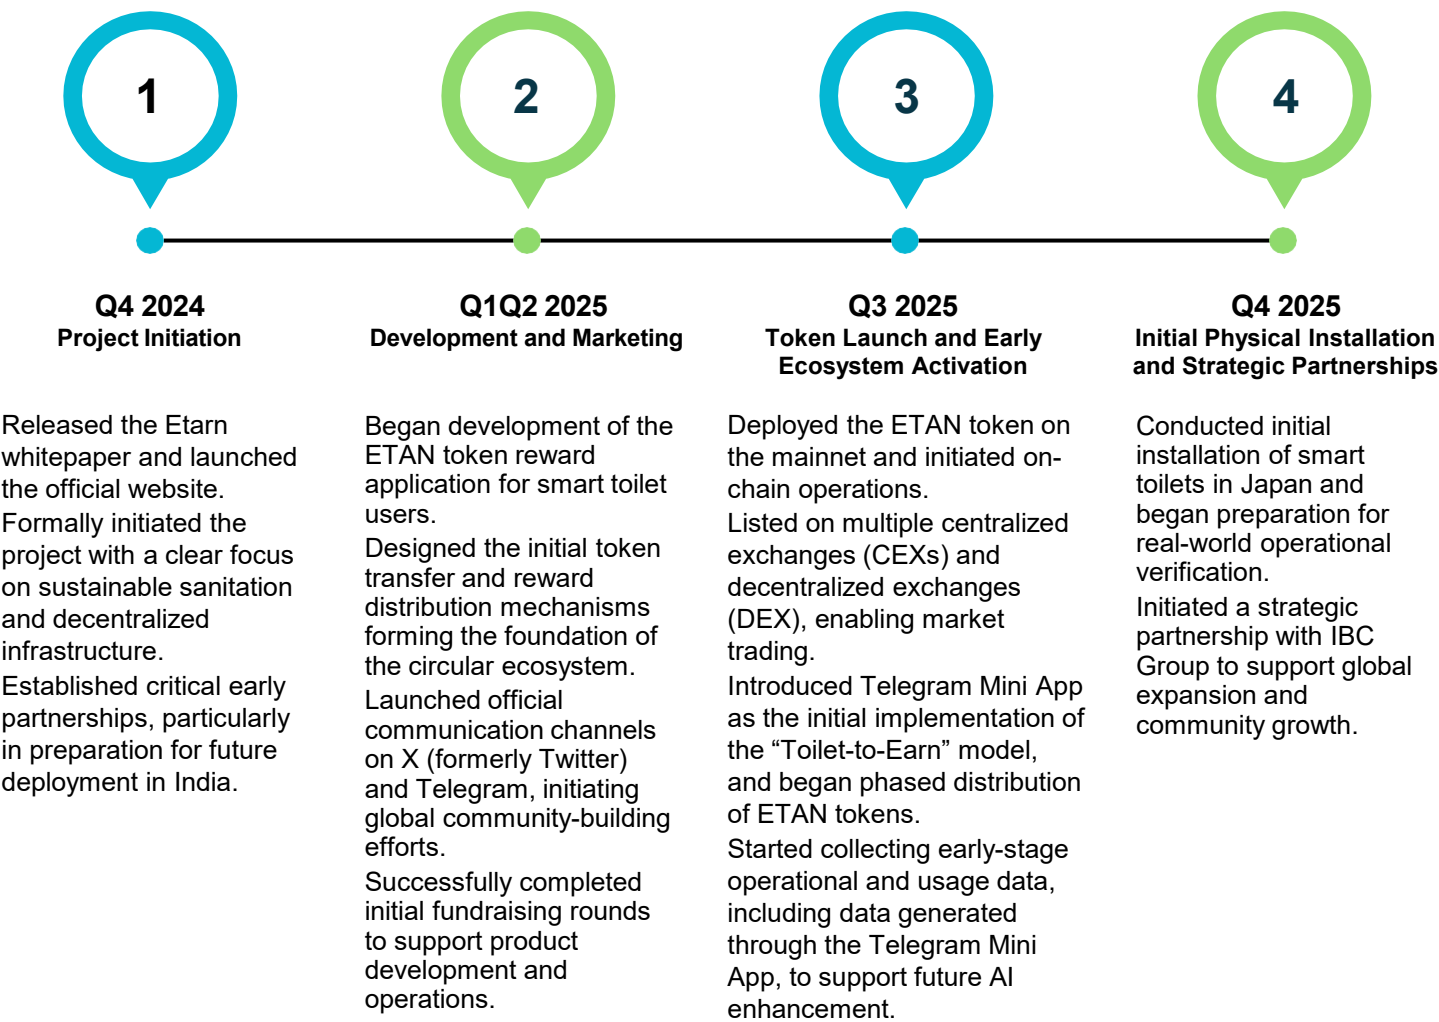 1
2
3
4
Q4 2024
Project Initiation
Released the Etarn
whitepaper and launched
the official website.
Formally initiated the
project with a clear focus
on sustainable sanitation
and decentralized
infrastructure.
Established critical early
partnerships, particularly
in preparation for future
deployment in India.
Q1Q2 2025
Development and Marketing
Began development of the
ETAN token reward
application for smart toilet
users.
Designed the initial token
transfer and reward
distribution mechanisms
forming the foundation of
the circular ecosystem.
Launched official
communication channels
on X (formerly Twitter)
and Telegram, initiating
global community-building
efforts.
Successfully completed
initial fundraising rounds
to support product
development and
operations.
Q3 2025
Token Launch and Early
Ecosystem Activation
Deployed the ETAN token on
the mainnet and initiated on-
chain operations.
Listed on multiple centralized
exchanges (CEXs) and
decentralized exchanges
(DEX), enabling market
trading.
Introduced Telegram Mini App
as the initial implementation of
the “Toilet-to-Earn” model,
and began phased distribution
of ETAN tokens.
Started collecting early-stage
operational and usage data,
including data generated
through the Telegram Mini
App, to support future AI
enhancement.
Q4 2025
Initial Physical Installation
and Strategic Partnerships
Conducted initial
installation of smart
toilets in Japan and
began preparation for
real-world operational
verification.
Initiated a strategic
partnership with IBC
Group to support global
expansion and
community growth.